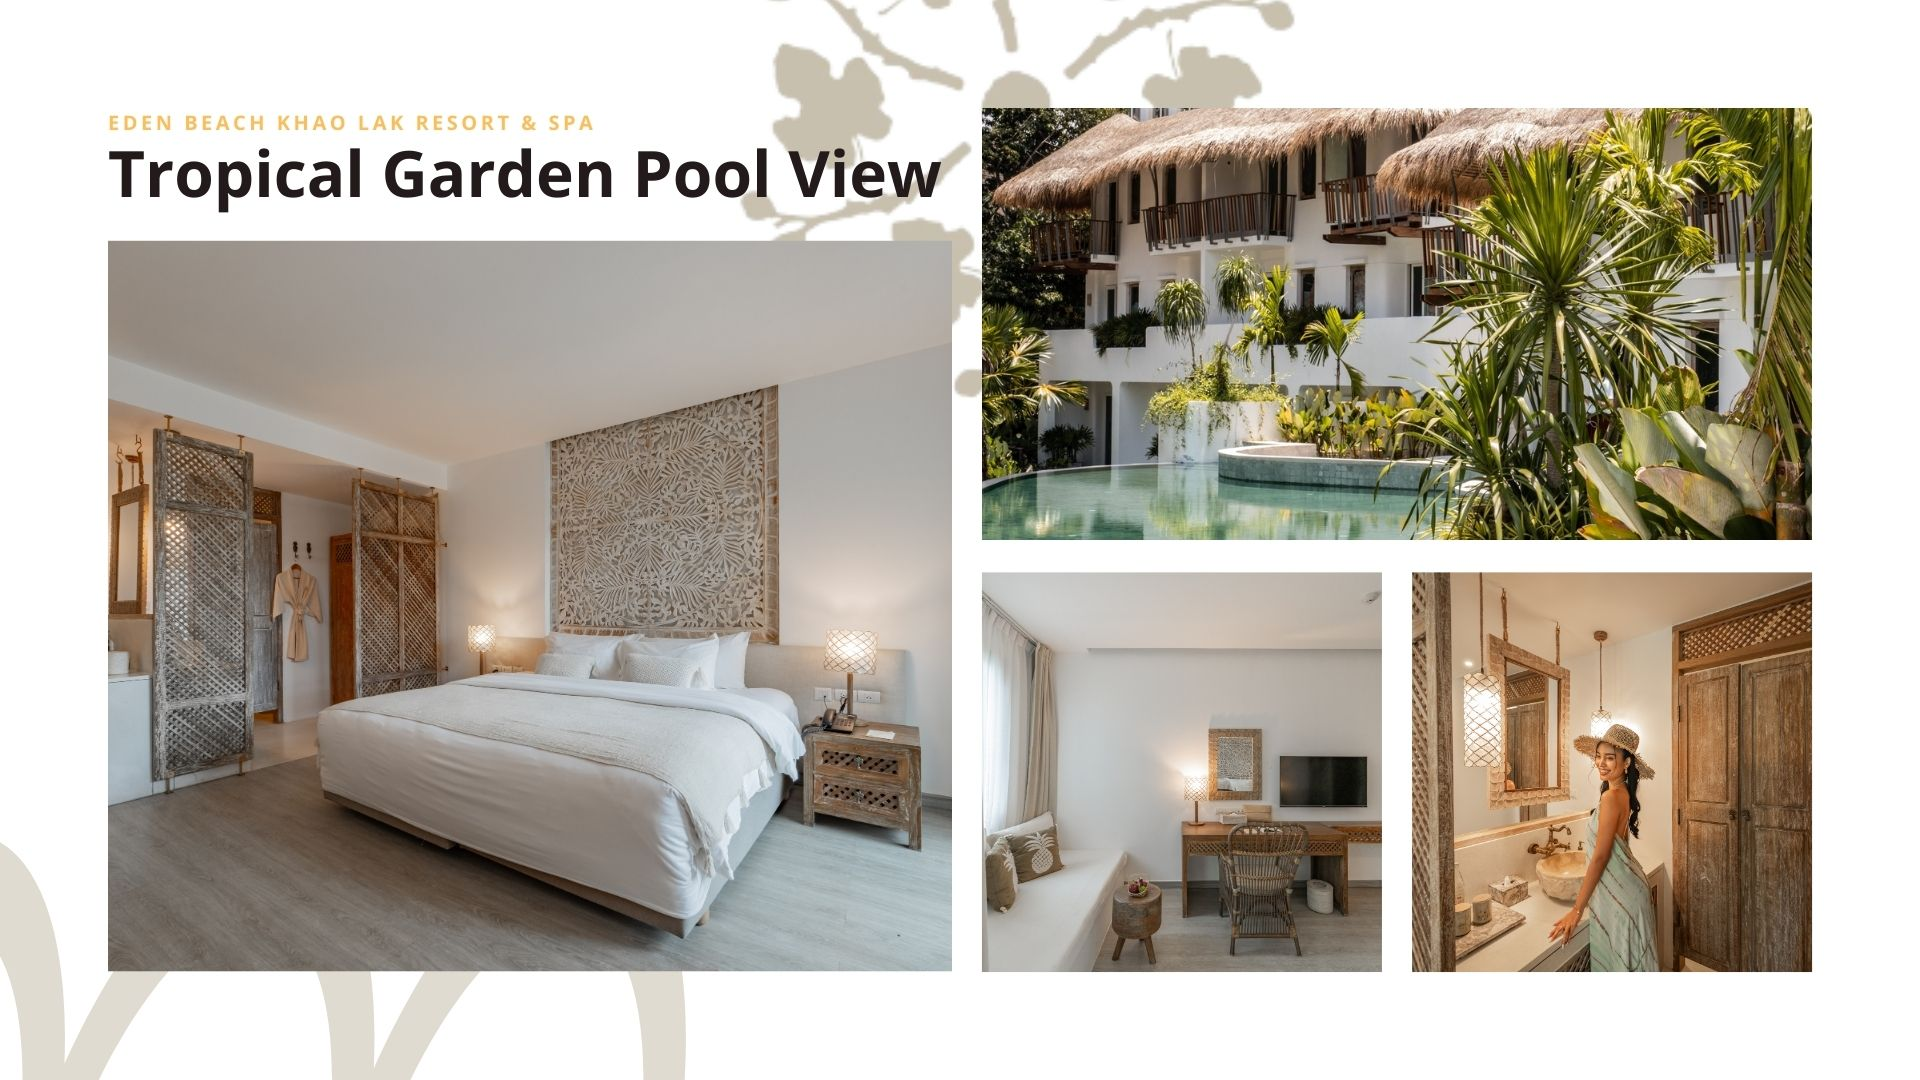 EDEN BEACH KHAO LAK RESORT & SPA
Tropical Garden Pool View